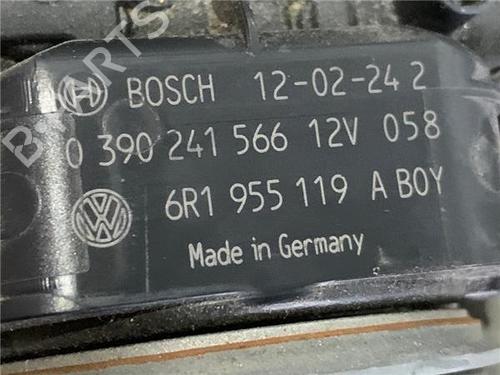 BOSCH 12-02-24 2
0 390 241 566 12V 058
6R1 955 119 A BOY
Made in Germany